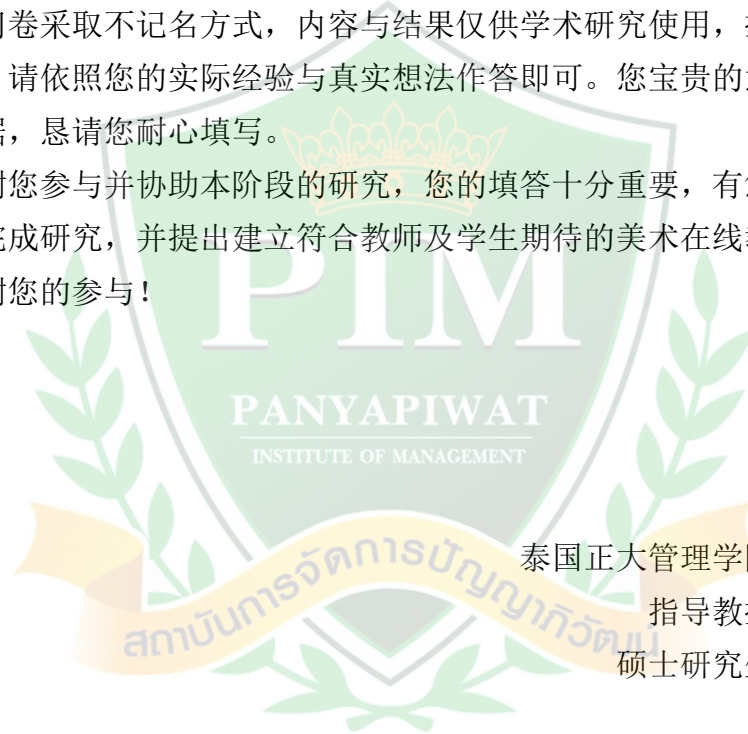 问卷采取不记名方式，内容与结果仅供学术研究使用，
请依照您的实际经验与真实想法作答即可。您宝贵的
，恳请您耐心填写。
谢您参与并协助本阶段的研究，您的填答十分重要，有
完成研究，并提出建立符合教师及学生期待的美术在线
谢您的参与！
PIM
PANYAPIWAT
INSTITUTE OF MANAGEMENT
泰国正大管理学院
指导教
硕士研究
สถาบันการจัดการปัญญาภิวัฒน์